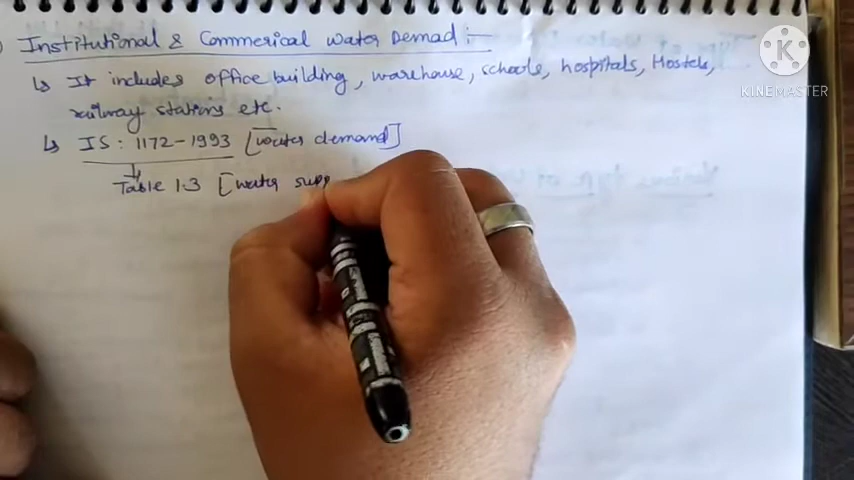 Institutional & Commerical water Demad :-
↳ It includes office building, warehouse, schools, hospitals, Hostels,
railway stations etc.
↳ IS : 1172-1993 [water demand]
Table 1.3 [water supp
KINEMASTER